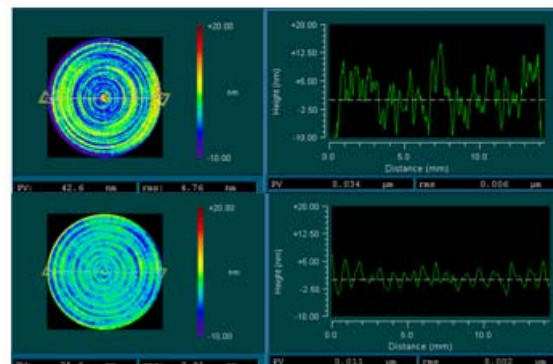 +20.00
nm
-10.00
PV: 42.6 nm rms: 4.76 nm
Height (nm)
+20.00
+12.50
+5.00
-2.50
-10.00
0.0 5.0 10.0
Distance (mm)
PV 0.034 µm rms 0.006 µm
+20.00
nm
-10.00
Height (nm)
+20.00
+12.50
+5.00
-2.50
-10.00
0.0 5.0 10.0
Distance (mm)
PV 0.011 µm rms 0.002 µm